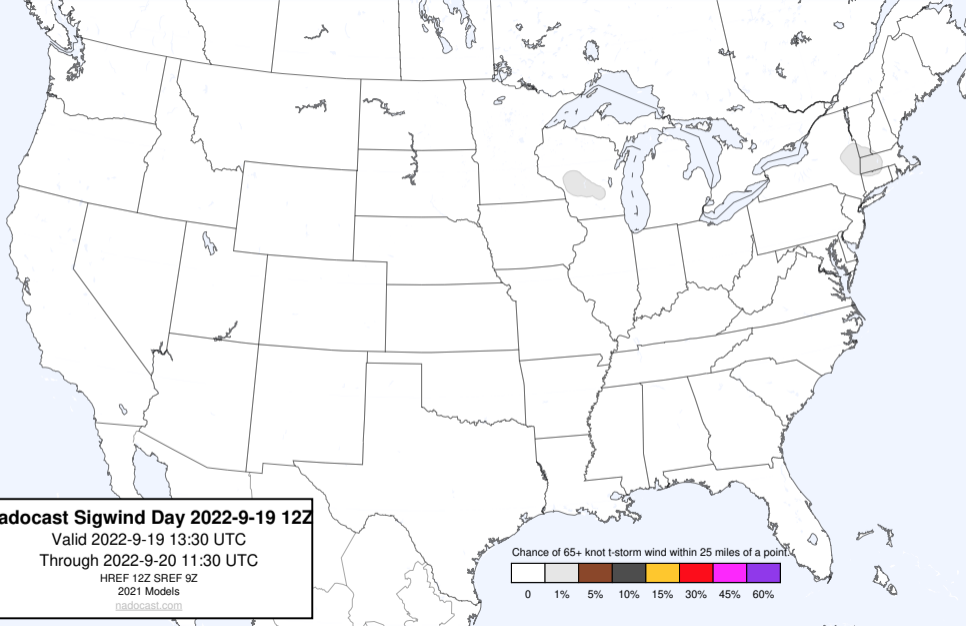 adocast Sigwind Day 2022-9-19 12Z
Valid 2022-9-19 13:30 UTC
Through 2022-9-20 11:30 UTC
HREF 12Z SREF 9Z
2021 Models
nadocast.com
Chance of 65+ knot t-storm wind within 25 miles of a point.
0 1% 5% 10% 15% 30% 45% 60%